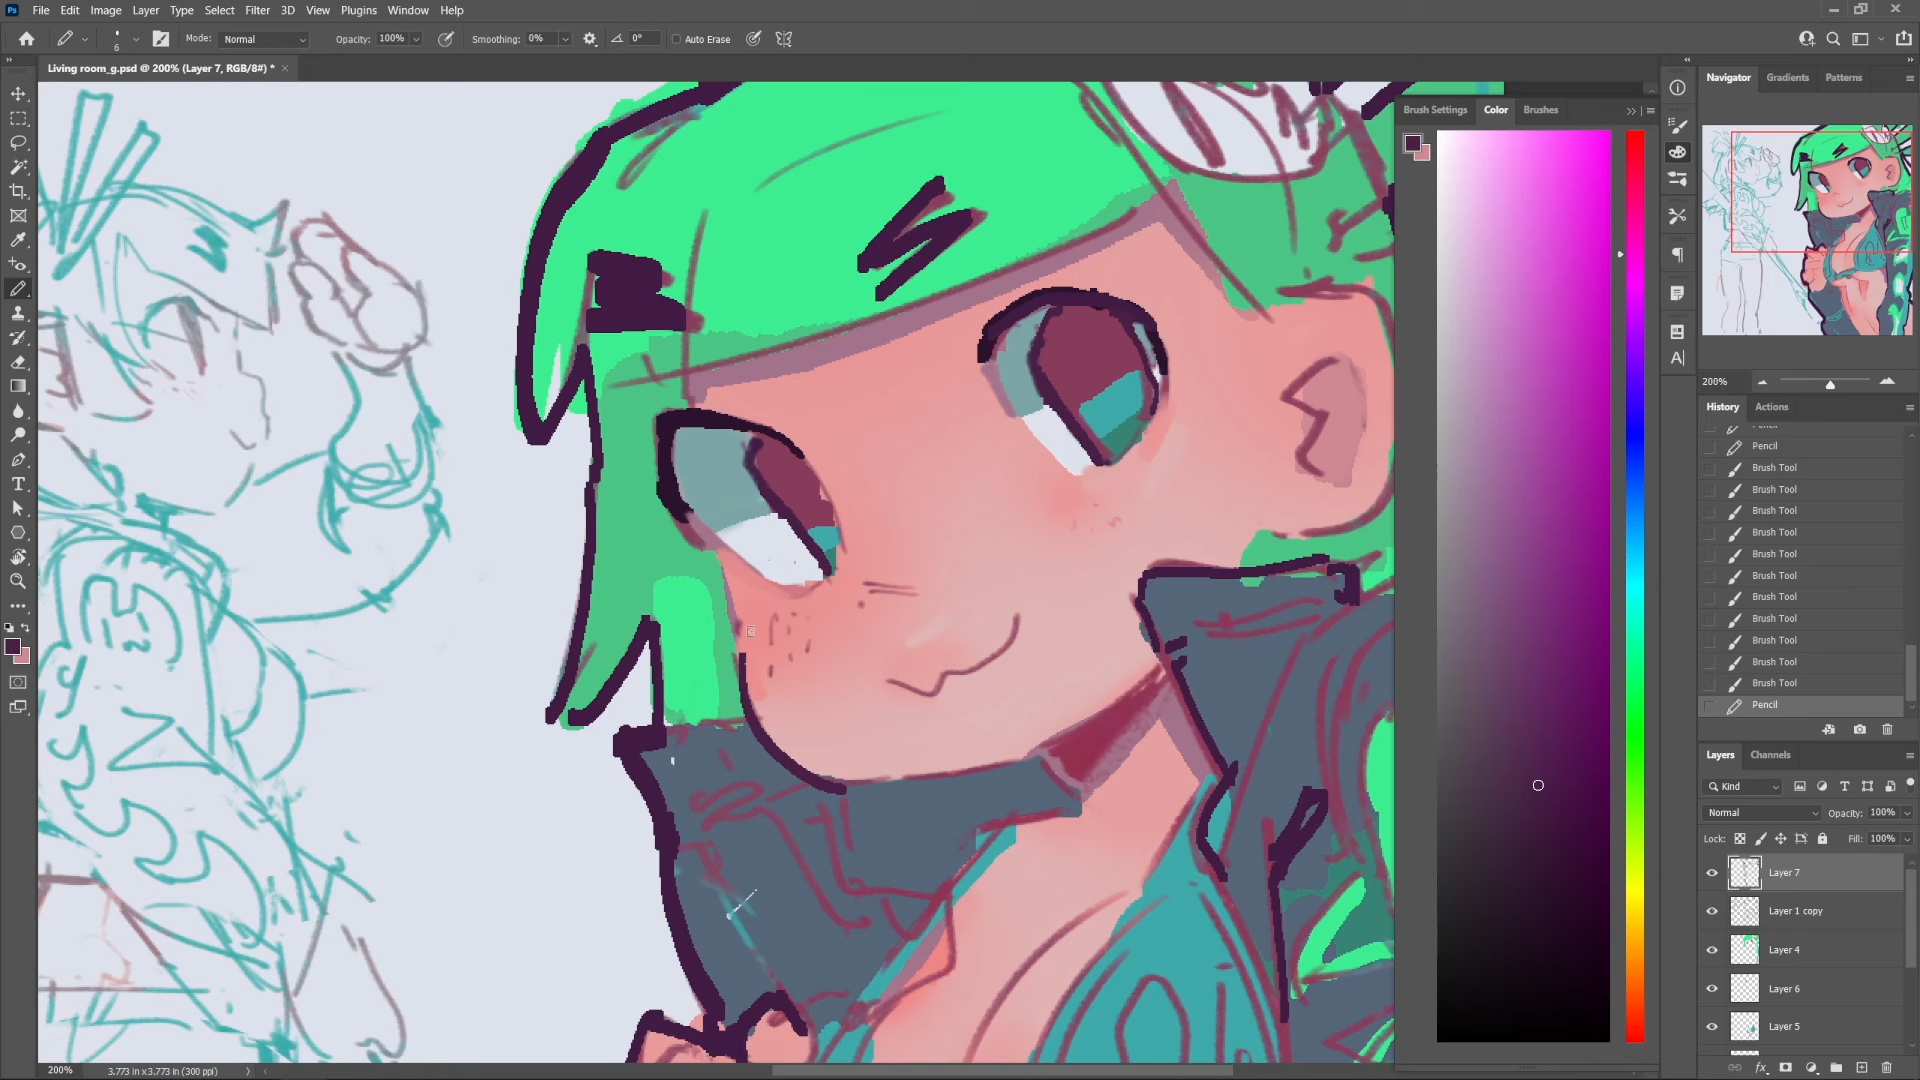 Ps File Edit Image Layer Type Select Filter 3D View Plugins Window Help
6 Mode: Normal Opacity: 100% Smoothing: 0% 0° Auto Erase
Living room_g.psd @ 200% (Layer 7, RGB/8#) *
Brush Settings Color Brushes
Navigator Gradients Patterns
200%
History Actions
Pencil
Brush Tool
Brush Tool
Brush Tool
Brush Tool
Brush Tool
Brush Tool
Brush Tool
Brush Tool
Brush Tool
Brush Tool
Brush Tool
Pencil
Layers Channels
Kind
Normal Opacity: 100%
Lock: Fill: 100%
Layer 7
Layer 1 copy
Layer 4
Layer 6
Layer 5
200% 3.773 in x 3.773 in (300 ppi)